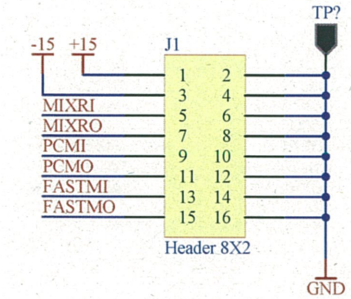 TP?
-15 +15 J1
1 2
3 4
MIXRI 5 6
MIXRO 7 8
PCMI 9 10
PCMO 11 12
FASTMI 13 14
FASTMO 15 16
Header 8X2
GND